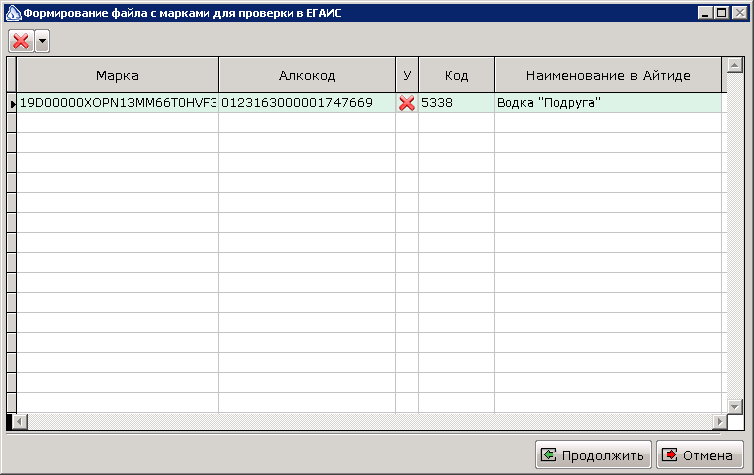 Формирование файла с марками для проверки в ЕГАИС
Марка Алкокод У Код Наименование в Айтиде
19D00000XOPN13MM66T0HVF3 0123163000001747669 5338 Водка "Подруга"
Продолжить Отмена